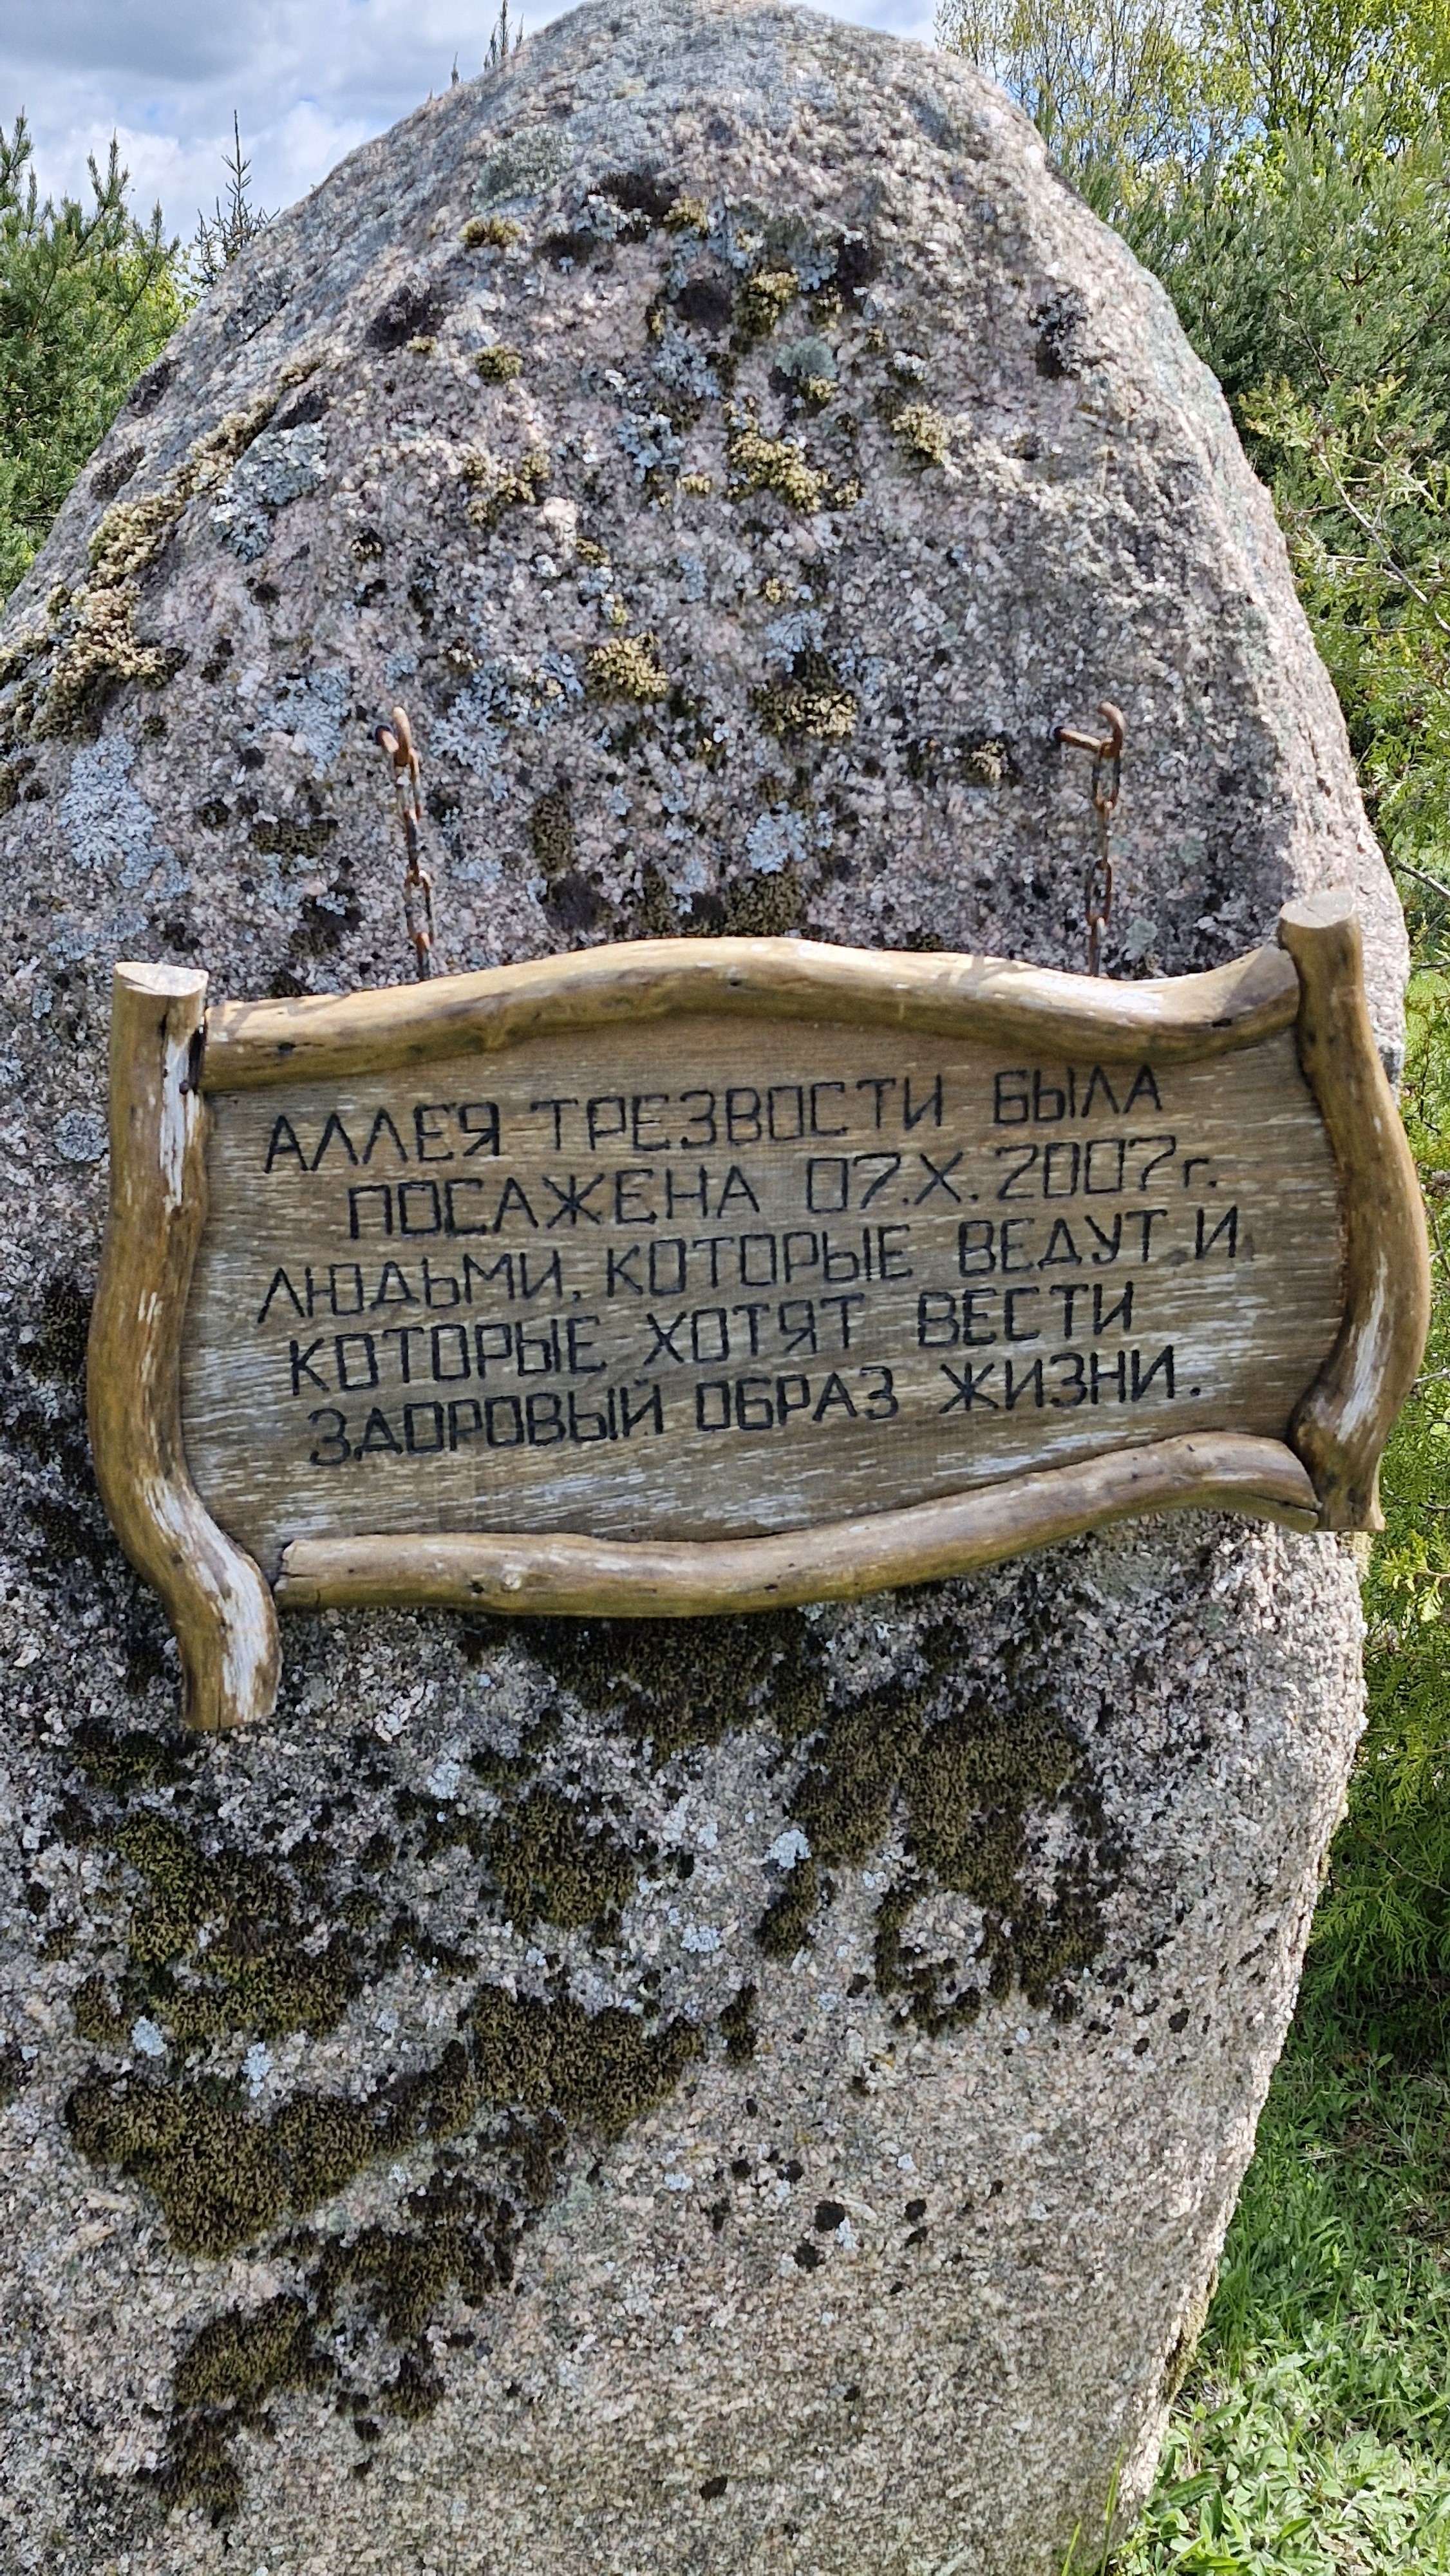 АЛЛЕЯ ТРЕЗВОСТИ БЫЛА
ПОСАЖЕНА 07.X.2007г.
ЛЮДЬМИ, КОТОРЫЕ ВЕДУТ И
КОТОРЫЕ ХОТЯТ ВЕСТИ
ЗДОРОВЫЙ ОБРАЗ ЖИЗНИ.